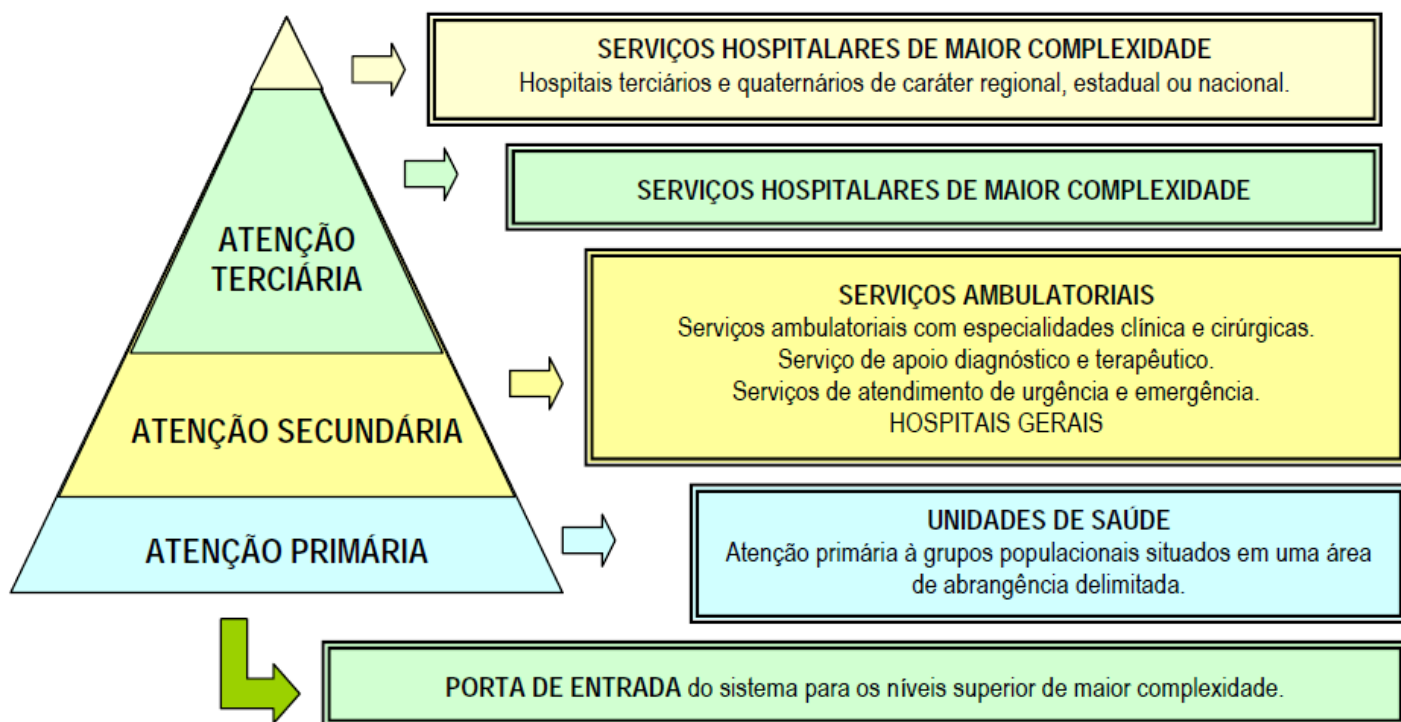 SERVIÇOS HOSPITALARES DE MAIOR COMPLEXIDADE
Hospitais terciários e quaternários de caráter regional, estadual ou nacional.
SERVIÇOS HOSPITALARES DE MAIOR COMPLEXIDADE
ATENÇÃO
TERCIÁRIA
SERVIÇOS AMBULATORIAIS
Serviços ambulatoriais com especialidades clínica e cirúrgicas.
Serviço de apoio diagnóstico e terapêutico.
Serviços de atendimento de urgência e emergência.
HOSPITAIS GERAIS
ATENÇÃO SECUNDÁRIA
UNIDADES DE SAÚDE
Atenção primária à grupos populacionais situados em uma área
de abrangência delimitada.
ATENÇÃO PRIMÁRIA
PORTA DE ENTRADA do sistema para os níveis superior de maior complexidade.